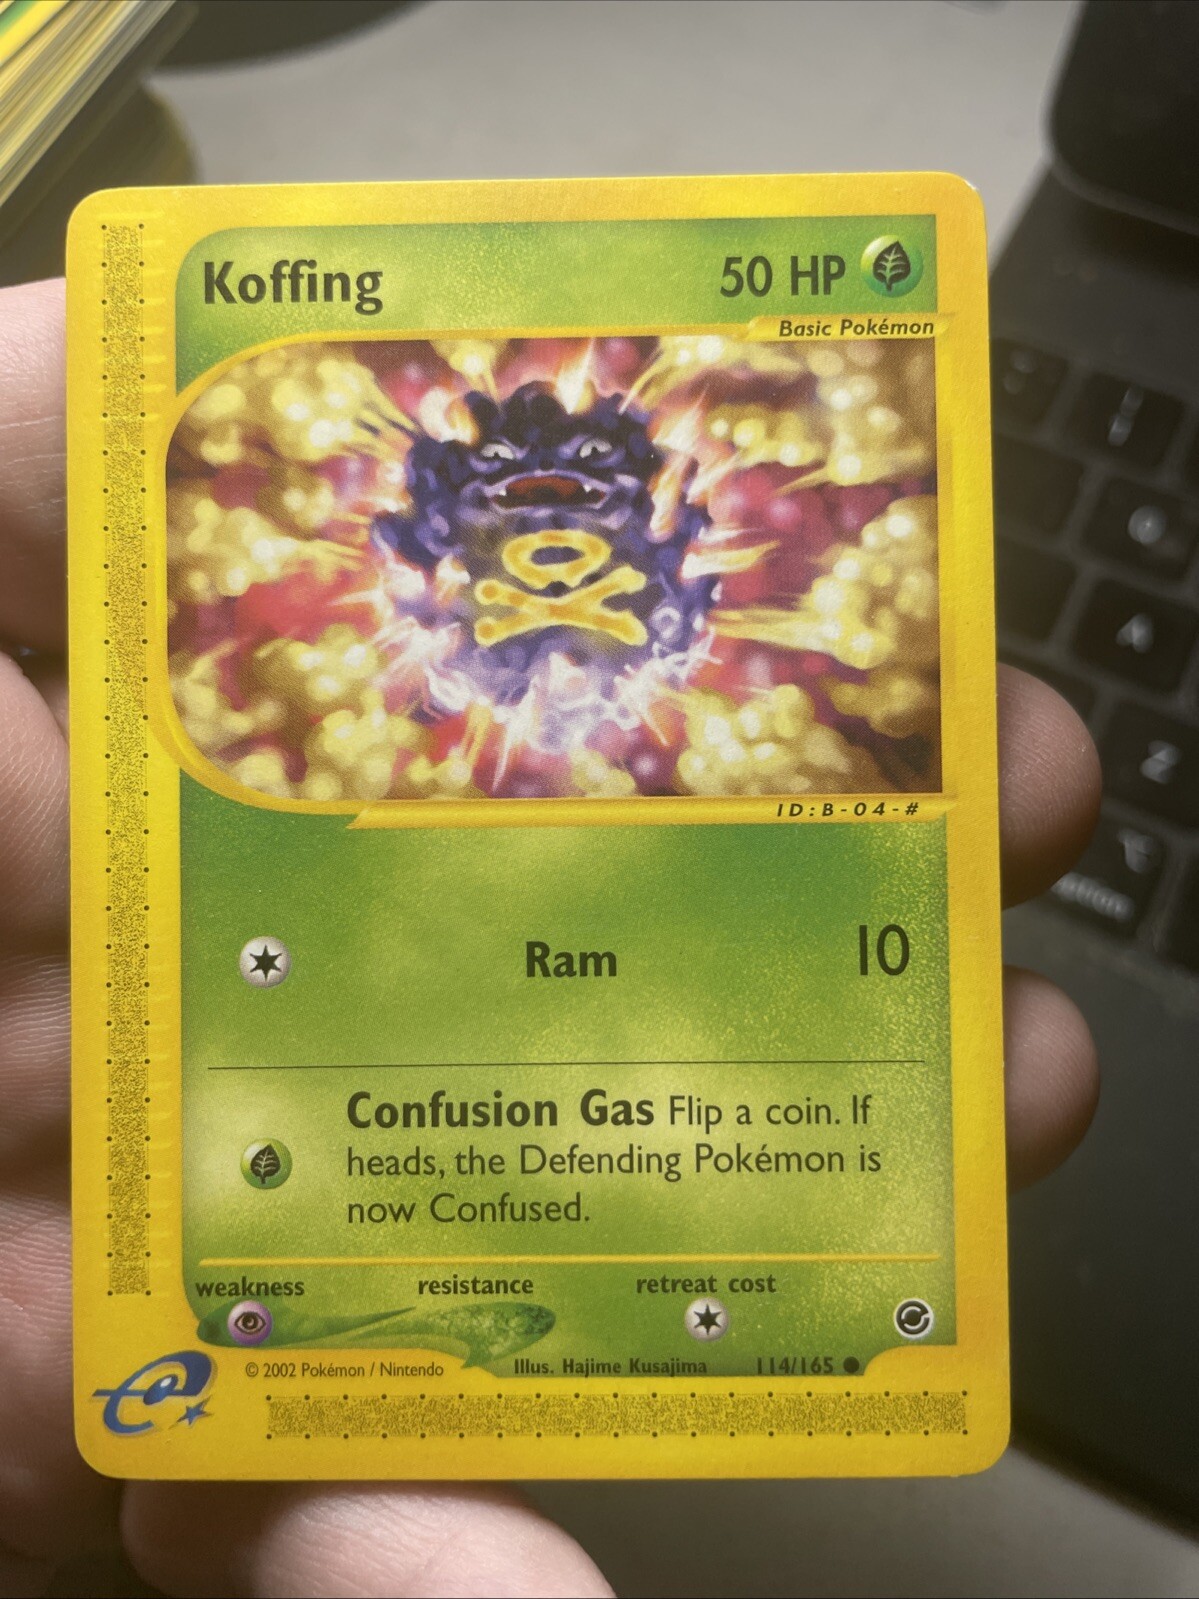 Koffing
50 HP
Basic Pokémon
ID:B-04-#
Ram
10
Confusion Gas Flip a coin. If
heads, the Defending Pokémon is
now Confused.
weakness resistance retreat cost
© 2002 Pokémon / Nintendo Illus. Hajime Kusajima 114/165
e
A
Z
option